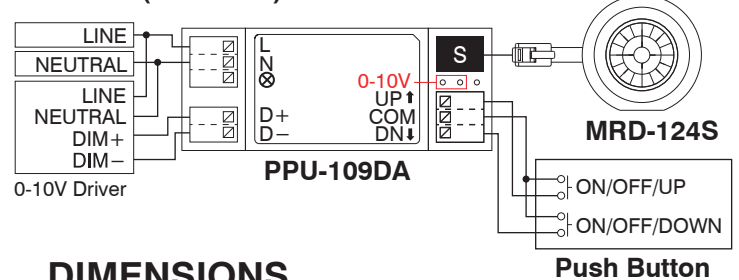 LINE
NEUTRAL
LINE
NEUTRAL
DIM+
DIM−
0-10V Driver
L
N
D+
D−
PPU-109DA
S
0-10V
UP⬆
COM
DN⬇
MRD-124S
ON/OFF/UP
ON/OFF/DOWN
Push Button
DIMENSIONS